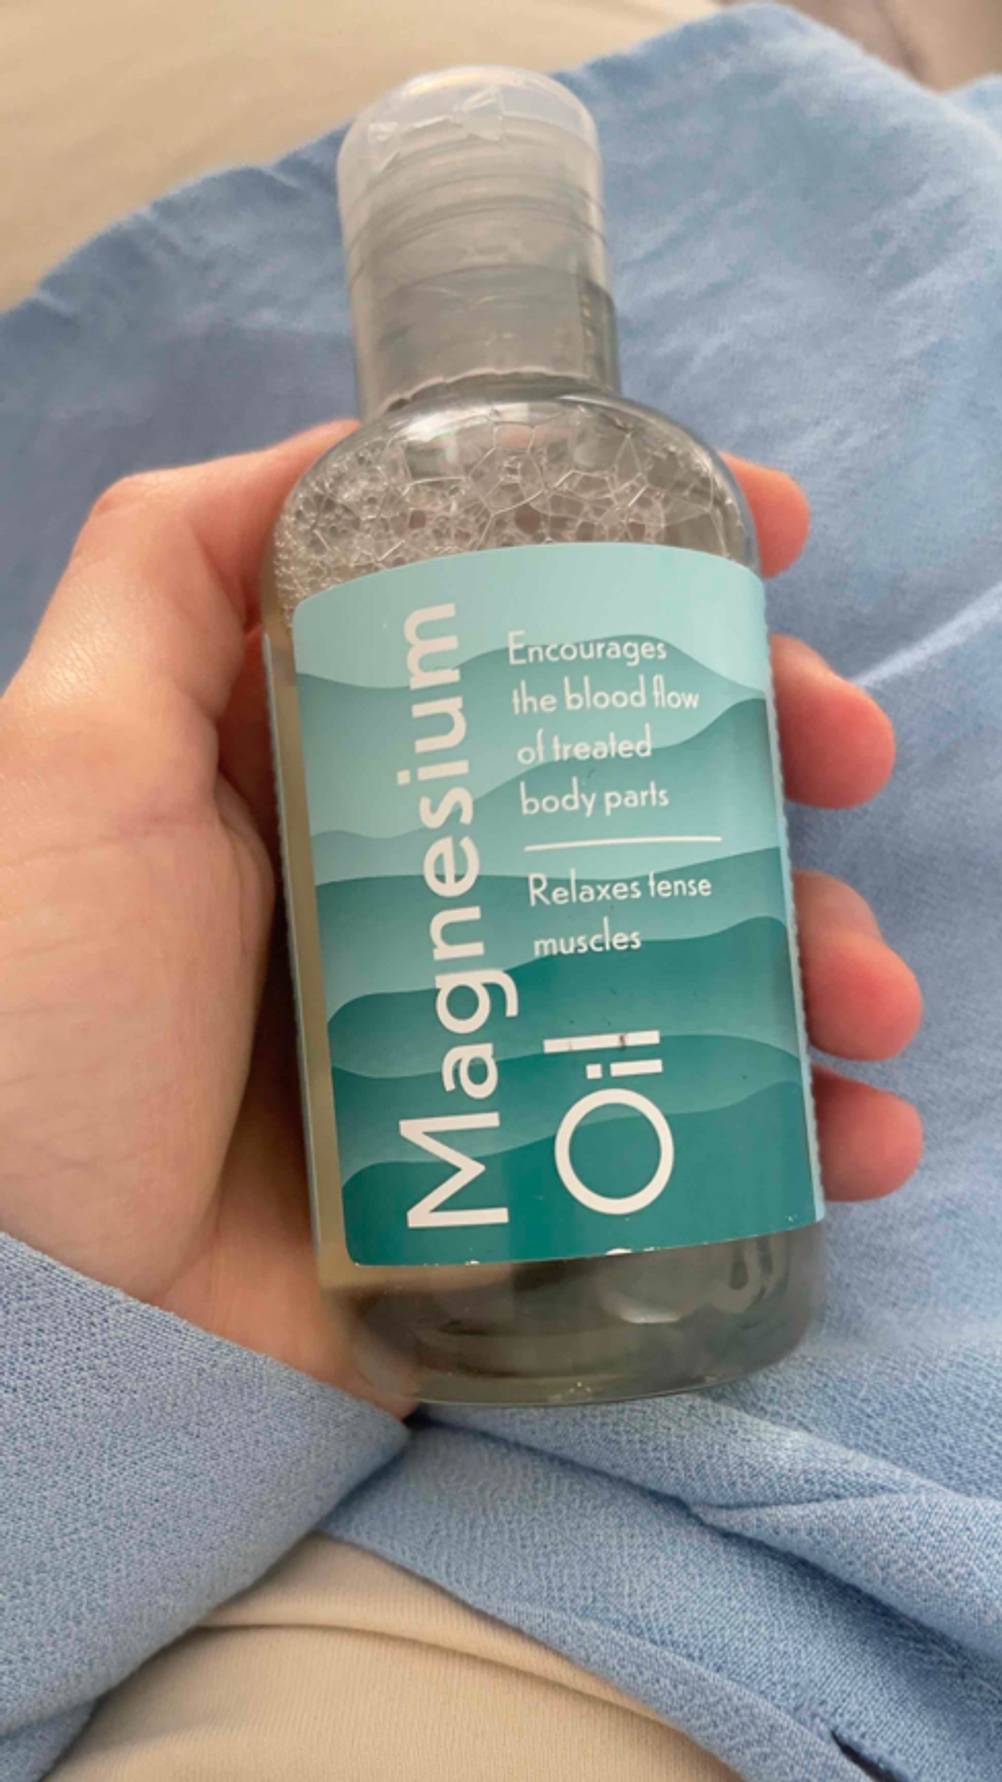 Magnesium
Oil
Encourages
the blood flow
of treated
body parts
Relaxes tense
muscles